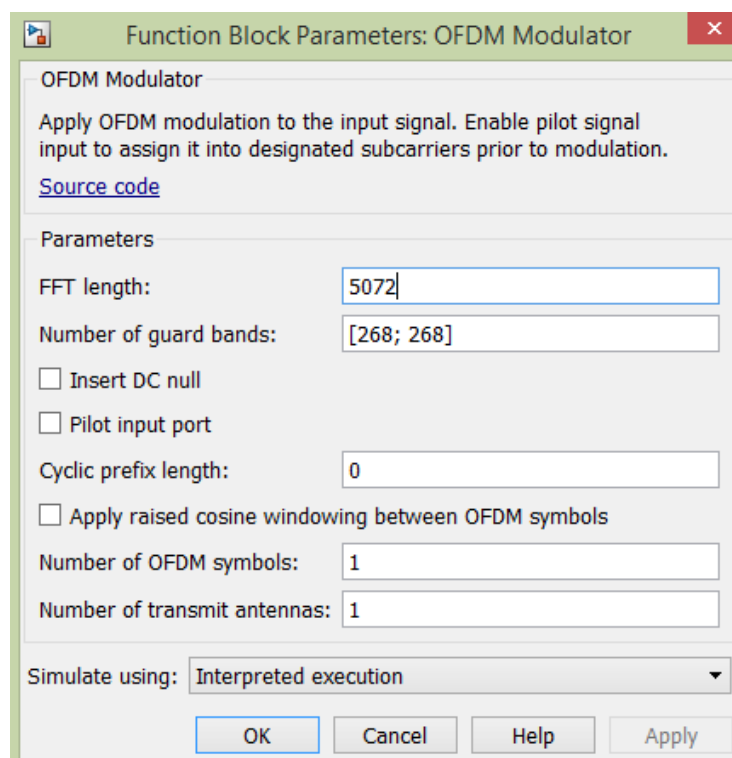 Function Block Parameters: OFDM Modulator
OFDM Modulator
Apply OFDM modulation to the input signal. Enable pilot signal
input to assign it into designated subcarriers prior to modulation.
Source code
Parameters
FFT length: 5072
Number of guard bands: [268; 268]
Insert DC null
Pilot input port
Cyclic prefix length: 0
Apply raised cosine windowing between OFDM symbols
Number of OFDM symbols: 1
Number of transmit antennas: 1
Simulate using: Interpreted execution
OK Cancel Help Apply